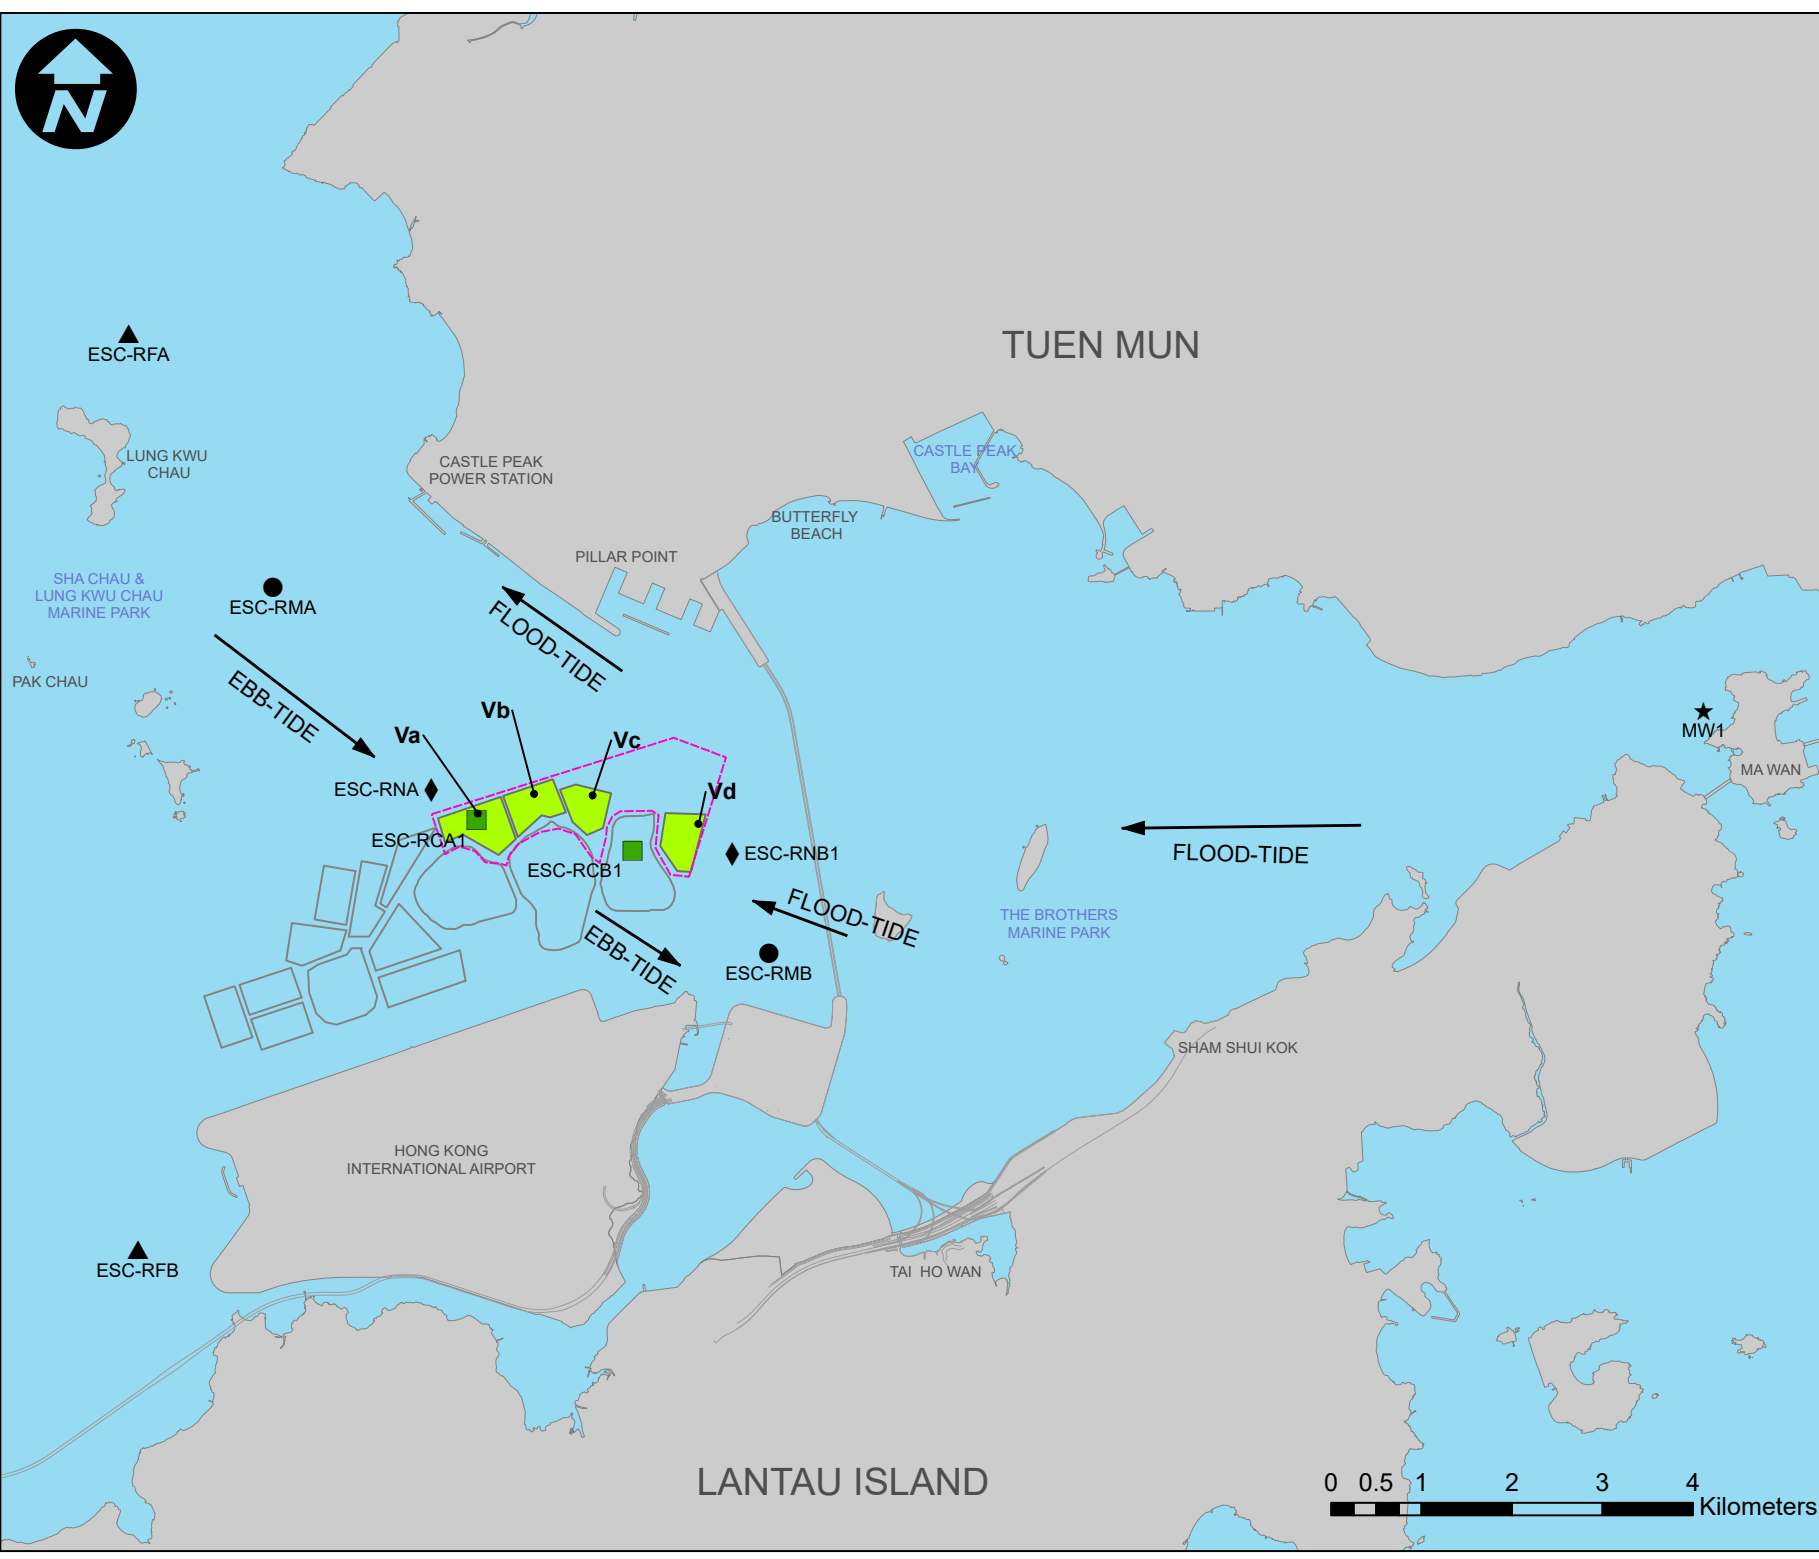 N
TUEN MUN
ESC-RFA
LUNG KWU
CHAU
CASTLE PEAK
POWER STATION
CASTLE PEAK
BAY
BUTTERFLY
BEACH
PILLAR POINT
SHA CHAU &
LUNG KWU CHAU
MARINE PARK
ESC-RMA
FLOOD-TIDE
PAK CHAU
EBB-TIDE
Vb
Va
Vc
MW1
MA WAN
ESC-RNA
Vd
ESC-RCA1
ESC-RNB1
FLOOD-TIDE
ESC-RCB1
FLOOD-TIDE
THE BROTHERS
MARINE PARK
EBB-TIDE
ESC-RMB
SHAM SHUI KOK
HONG KONG
INTERNATIONAL AIRPORT
ESC-RFB
TAI HO WAN
LANTAU ISLAND
0 0.5 1 2 3 4
Kilometers